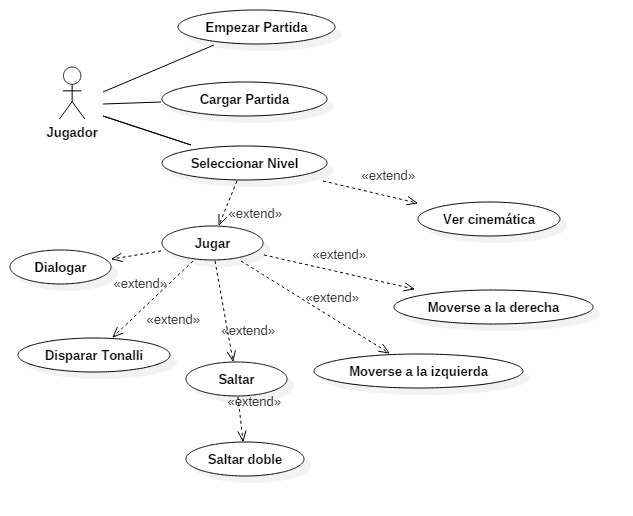 Empezar Partida
Cargar Partida
Jugador
Seleccionar Nivel
«extend»
«extend»
Ver cinemática
Jugar
«extend»
Dialogar
«extend»
«extend»
Moverse a la derecha
«extend»
«extend»
Disparar Tonalli
Moverse a la izquierda
Saltar
«extend»
Saltar doble